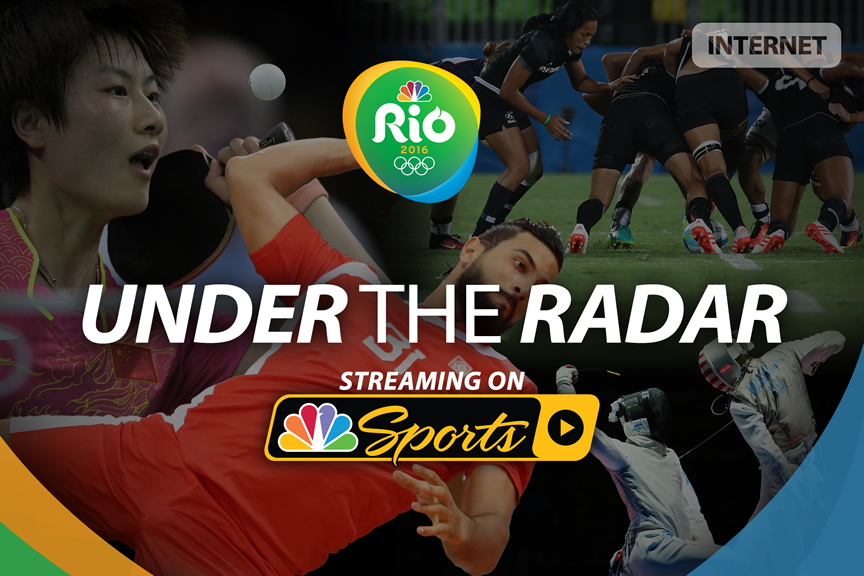 INTERNET
Rio
2016
UNDER THE RADAR
STREAMING ON
Sports